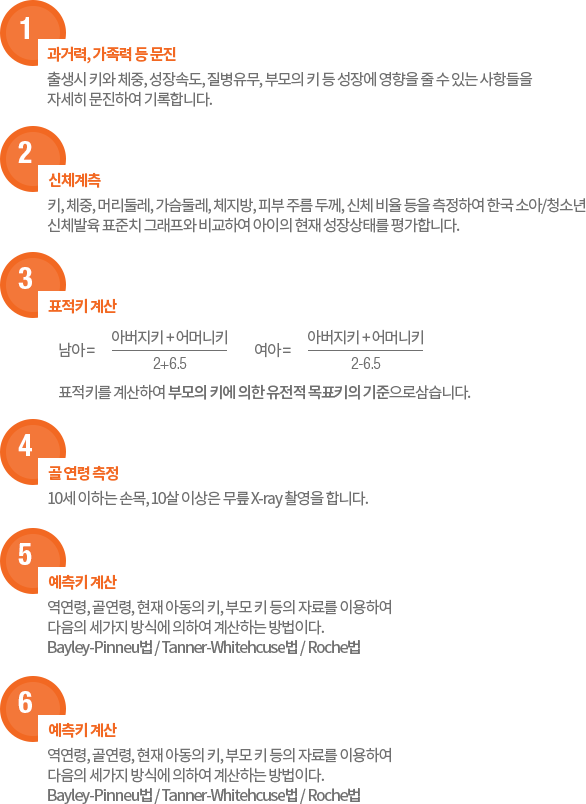 1
과거력, 가족력 등 문진
출생시 키와 체중, 성장속도, 질병유무, 부모의 키 등 성장에 영향을 줄 수 있는 사항들을
자세히 문진하여 기록합니다.
2
신체계측
키, 체중, 머리둘레, 가슴둘레, 체지방, 피부 주름 두께, 신체 비율 등을 측정하여 한국 소아/청소년
신체발육 표준치 그래프와 비교하여 아이의 현재 성장상태를 평가합니다.
3
표적키 계산
남아 = 아버지키 + 어머니키 여아 = 아버지키 + 어머니키
2+6.5 2-6.5
표적키를 계산하여 부모의 키에 의한 유전적 목표키의 기준으로삼습니다.
4
골 연령 측정
10세 이하는 손목, 10살 이상은 무릎 X-ray 촬영을 합니다.
5
예측키 계산
역연령, 골연령, 현재 아동의 키, 부모 키 등의 자료를 이용하여
다음의 세가지 방식에 의하여 계산하는 방법이다.
Bayley-Pinneu법 / Tanner-Whitehcuse법 / Roche법
6
예측키 계산
역연령, 골연령, 현재 아동의 키, 부모 키 등의 자료를 이용하여
다음의 세가지 방식에 의하여 계산하는 방법이다.
Bayley-Pinneu법 / Tanner-Whitehcuse법 / Roche법